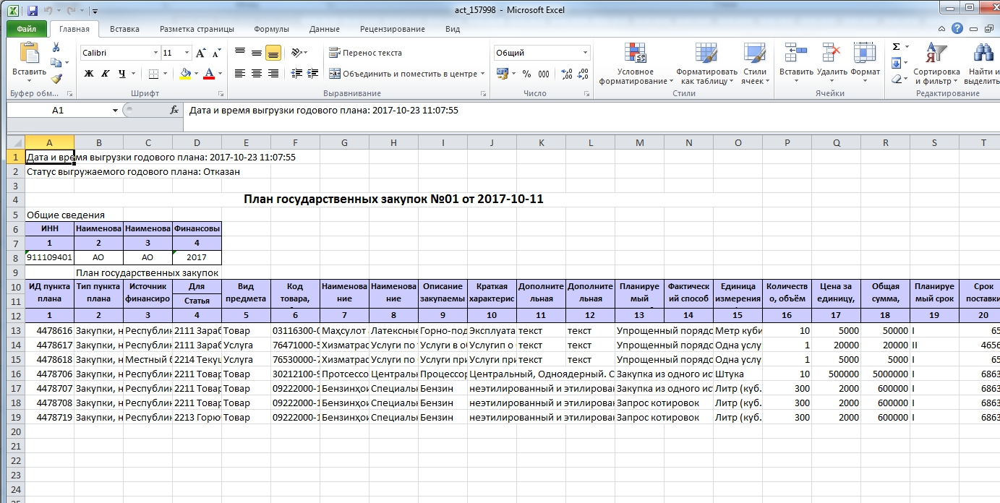 act_157998 - Microsoft Excel
Файл Главная Вставка Разметка страницы Формулы Данные Рецензирование Вид
Calibri 11 Перенос текста Общий
Вставить Ж К Ч Объединить и поместить в центре % 000 Условное форматирование Форматировать как таблицу Стили ячеек Вставить Удалить Формат Σ Сортировка и фильтр Найти и выделить
Буфер обм... Шрифт Выравнивание Число Стили Ячейки Редактирование
A1 fx Дата и время выгрузки годового плана: 2017-10-23 11:07:55
A B C D E F G H I J K L M N O P Q R S T
1 Дата и время выгрузки годового плана: 2017-10-23 11:07:55
2 Статус выгружаемого годового плана: Отказан
3
4 План государственных закупок №01 от 2017-10-11
5 Общие сведения
6 ИНН Наименова Наименова Финансовы
7 1 2 3 4
8 911109401 АО АО 2017
9 План государственных закупок
10 ИД пункта Тип пункта Источник Для Вид Код Наименова Наименова Описание Краткая Дополните Дополните Планируе Фактическ Единица Количеств Цена за Общая Планируе Срок
11 плана плана финансиро Статья предмета товара, ние ние закупаемы характерис льная льная мый ий способ измерения о, объём единицу, сумма, мый срок поставки
12 1 2 3 4 5 6 7 8 9 10 11 12 13 14 15 16 17 18 19 20
13 4478616 Закупки, н Республин 2111 Зараб Товар 03116300-0 Маҳсулот Латексные Горно-под Эксплуата текст текст Упрощенный порядо Метр куби 10 5000 50000 I 65
14 4478617 Закупки, н Республин 2111 Зараб Услуга 76471000-5 Хизматрас Услуги по Услуги в о Услугип о текст текст Упрощенный порядо Одна услу 1 20000 20000 II 4656
15 4478618 Закупки, н Местный б 2214 Текущ Услуга 76530000-7 Хизматрас Услуги по Услуги при Услуги при текст текст Упрощенный порядо Одна услу 1 5000 5000 I 65
16 4478706 Закупки, н Республин 2211 Товар Товар 30212100-9 Протсессо Централь Процессор Центральный, Одноядерный. С Закупка из одного ис Штука 10 500000 5000000 I 6863
17 4478707 Закупки, н Республин 2211 Товар Товар 09222000-1 Бензинҳои Специаль Бензин неэтилированный и этилирован Закупка из одного ис Литр (куб. 300 2000 600000 I 6863
18 4478708 Закупки, н Республин 2211 Товар Товар 09222000-1 Бензинҳои Специаль Бензин неэтилированный и этилирован Запрос котировок Литр (куб. 300 2000 600000 I 6863
19 4478719 Закупки, н Республин 2213 Горю Товар 09222000-1 Бензинҳои Специаль Бензин неэтилированный и этилирован Запрос котировок Литр (куб. 300 2000 600000 I 6863
20
21
22
23
24